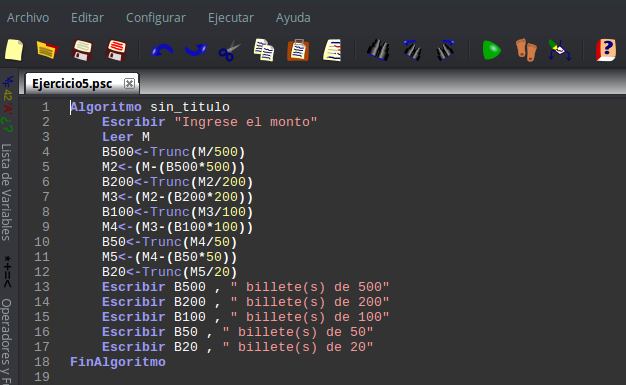 Archivo Editar Configurar Ejecutar Ayuda
Ejercicio5.psc
1 Algoritmo sin_titulo
2 Escribir "Ingrese el monto"
3 Leer M
4 B500<-Trunc(M/500)
5 M2<-(M-(B500*500))
6 B200<-Trunc(M2/200)
7 M3<-(M2-(B200*200))
8 B100<-Trunc(M3/100)
9 M4<-(M3-(B100*100))
10 B50<-Trunc(M4/50)
11 M5<-(M4-(B50*50))
12 B20<-Trunc(M5/20)
13 Escribir B500 , " billete(s) de 500"
14 Escribir B200 , " billete(s) de 200"
15 Escribir B100 , " billete(s) de 100"
16 Escribir B50 , " billete(s) de 50"
17 Escribir B20 , " billete(s) de 20"
18 FinAlgoritmo
19
Lista de Variables
*+=<
Operadores y